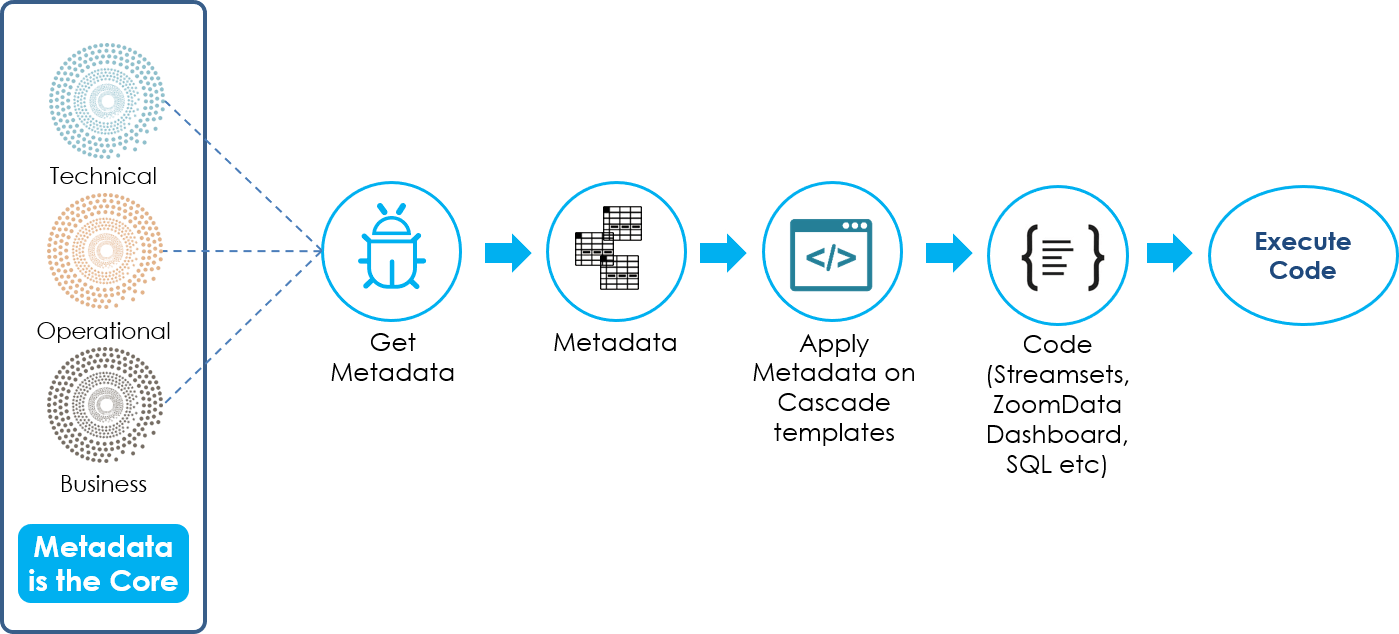 Technical
Operational
Business
Metadata
is the Core
Get
Metadata
Metadata
</>
Apply
Metadata on
Cascade
templates
Code
(Streamsets,
ZoomData
Dashboard,
SQL etc)
Execute
Code